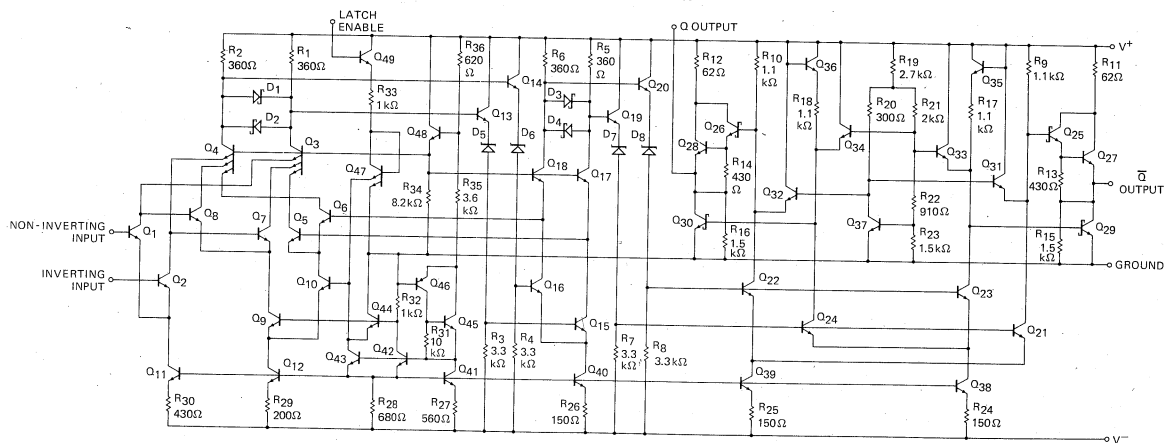 LATCH
ENABLE
Q OUTPUT
V+
R2
360Ω
R1
360Ω
Q49
R36
620
Ω
Q14
R6
360Ω
R5
360
Ω
Q20
R12
62Ω
R10
1.1
kΩ
Q36
R19
2.7kΩ
Q35
R9
1.1kΩ
R11
62Ω
D1
D2
R33
1kΩ
Q13
D3
D4
Q19
Q26
R18
1.1
kΩ
R20
300Ω
R21
2kΩ
R17
1.1
kΩ
Q25
Q4
Q3
Q48
D5
D6
D7
D8
Q28
Q34
Q33
Q27
Q47
Q18
Q17
R14
430
Ω
Q32
Q31
R13
430Ω
Q̅
OUTPUT
R34
8.2kΩ
R35
3.6
kΩ
R22
910Ω
Q8
Q7
Q5
Q6
Q30
R16
1.5
kΩ
Q37
R23
1.5kΩ
R15
1.5
kΩ
Q29
NON-INVERTING
INPUT
Q1
GROUND
INVERTING
INPUT
Q2
Q10
Q46
Q16
Q22
Q23
Q9
Q44
R32
1kΩ
Q45
R31
10
kΩ
Q15
Q24
Q21
Q43
Q42
R3
3.3
kΩ
R4
3.3
kΩ
R7
3.3
kΩ
R8
3.3kΩ
Q11
Q12
Q41
Q40
Q39
Q38
R30
430Ω
R29
200Ω
R28
680Ω
R27
560Ω
R26
150Ω
R25
150Ω
R24
150Ω
V−